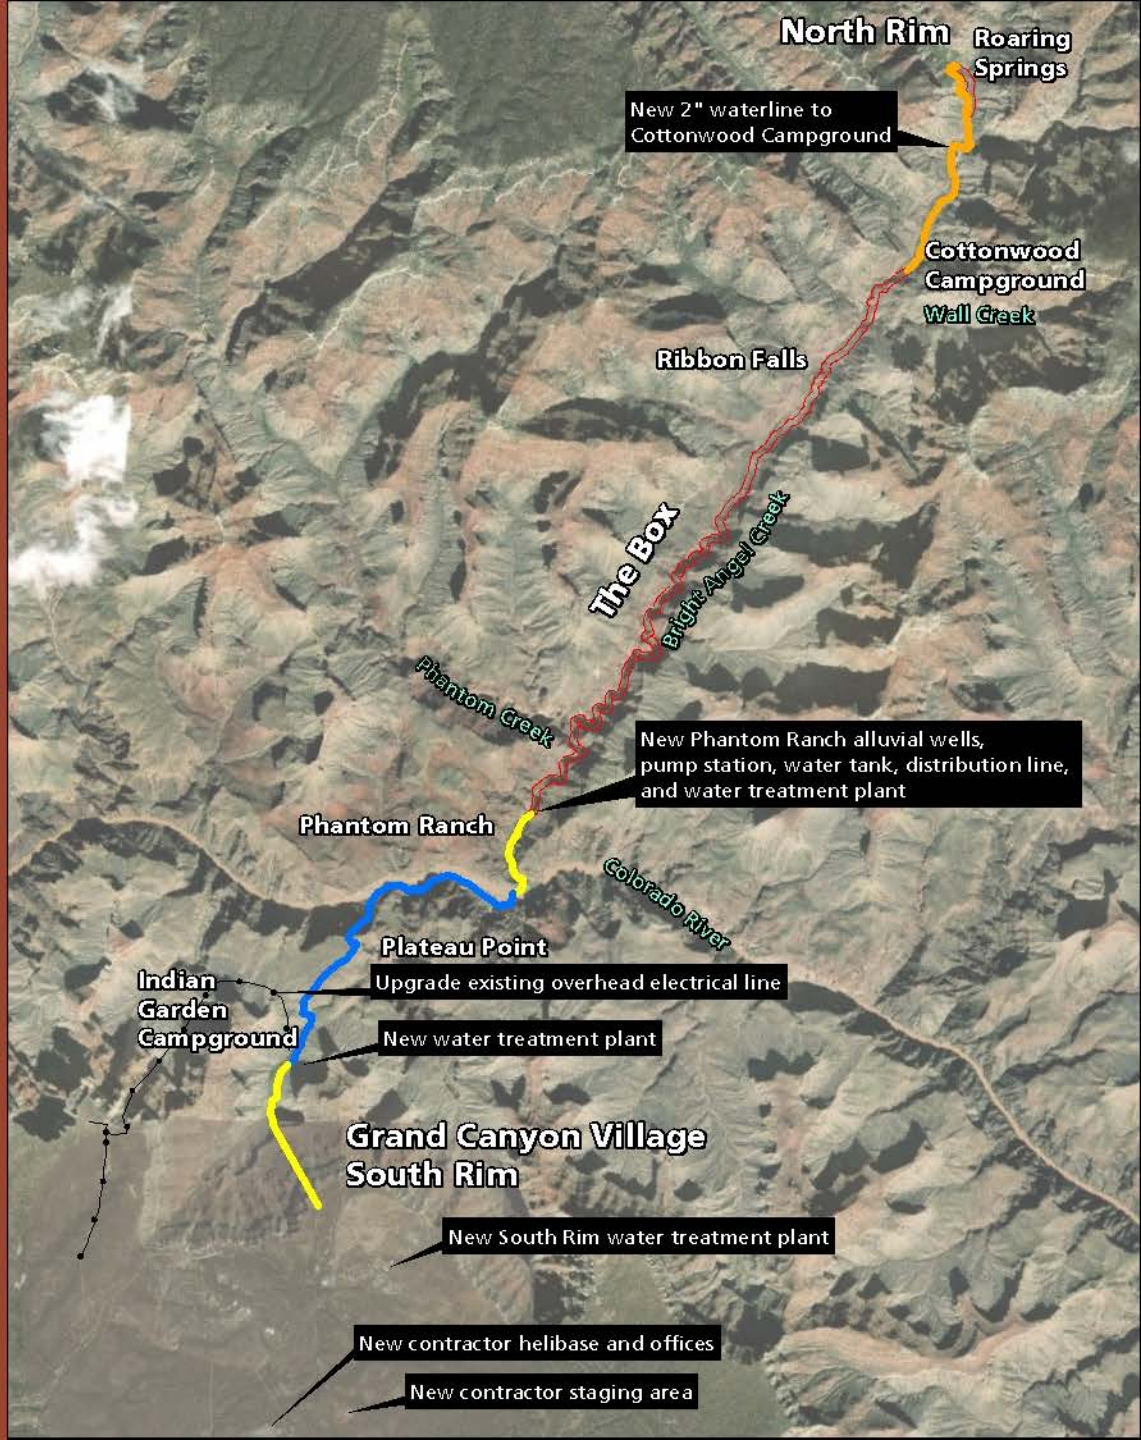 North Rim
Roaring
Springs
New 2" waterline to
Cottonwood Campground
Cottonwood
Campground
Wall Creek
Ribbon Falls
The Box
Bright Angel Creek
Phantom Creek
New Phantom Ranch alluvial wells,
pump station, water tank, distribution line,
and water treatment plant
Phantom Ranch
Colorado River
Plateau Point
Indian
Garden
Campground
Upgrade existing overhead electrical line
New water treatment plant
Grand Canyon Village
South Rim
New South Rim water treatment plant
New contractor helibase and offices
New contractor staging area